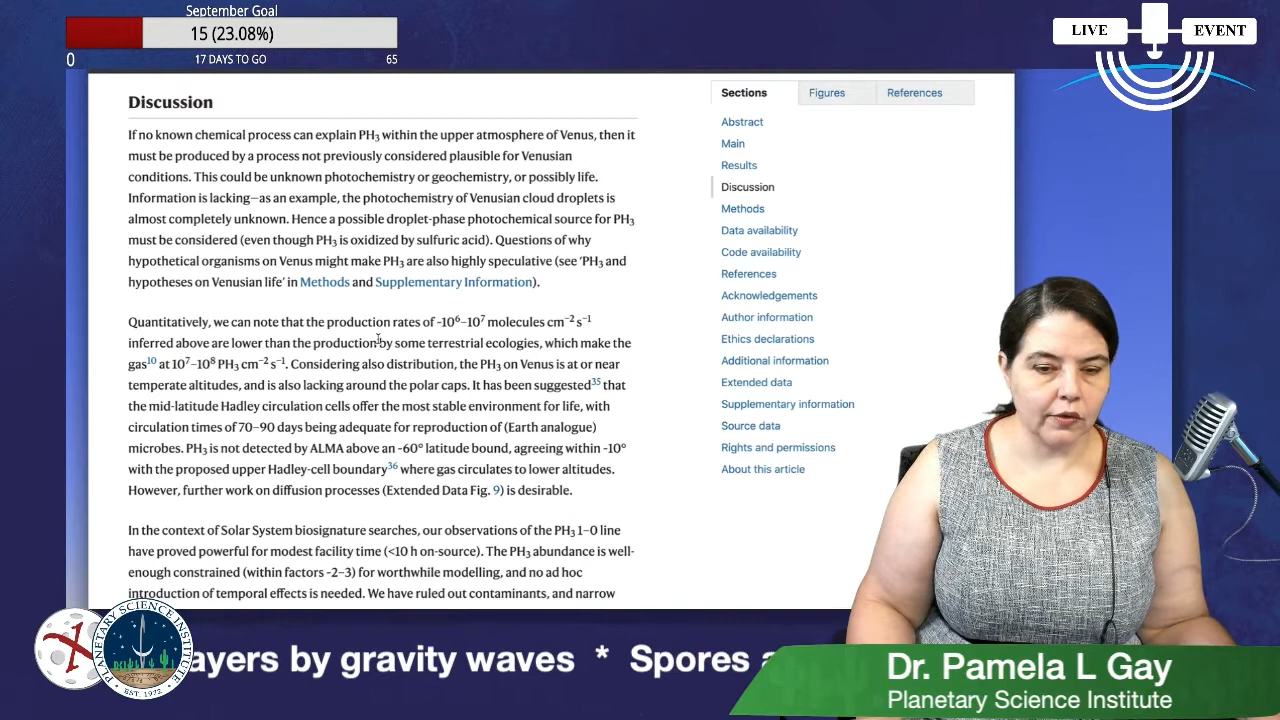 September Goal
15 (23.08%)
0 17 DAYS TO GO 65
LIVE EVENT
Discussion
If no known chemical process can explain PH3 within the upper atmosphere of Venus, then it
must be produced by a process not previously considered plausible for Venusian
conditions. This could be unknown photochemistry or geochemistry, or possibly life.
Information is lacking—as an example, the photochemistry of Venusian cloud droplets is
almost completely unknown. Hence a possible droplet-phase photochemical source for PH3
must be considered (even though PH3 is oxidized by sulfuric acid). Questions of why
hypothetical organisms on Venus might make PH3 are also highly speculative (see ‘PH3 and
hypotheses on Venusian life’ in Methods and Supplementary Information).
Quantitatively, we can note that the production rates of ~10⁶–10⁷ molecules cm⁻² s⁻¹
inferred above are lower than the production by some terrestrial ecologies, which make the
gas¹⁰ at 10⁷–10⁸ PH3 cm⁻² s⁻¹. Considering also distribution, the PH3 on Venus is at or near
temperate altitudes, and is also lacking around the polar caps. It has been suggested³⁵ that
the mid-latitude Hadley circulation cells offer the most stable environment for life, with
circulation times of 70–90 days being adequate for reproduction of (Earth analogue)
microbes. PH3 is not detected by ALMA above an ~60° latitude bound, agreeing within ~10°
with the proposed upper Hadley-cell boundary³⁶ where gas circulates to lower altitudes.
However, further work on diffusion processes (Extended Data Fig. 9) is desirable.
In the context of Solar System biosignature searches, our observations of the PH3 1–0 line
have proved powerful for modest facility time (<10 h on-source). The PH3 abundance is well-
enough constrained (within factors ~2–3) for worthwhile modelling, and no ad hoc
introduction of temporal effects is needed. We have ruled out contaminants, and narrow
Sections Figures References
Abstract
Main
Results
Discussion
Methods
Data availability
Code availability
References
Acknowledgements
Author information
Ethics declarations
Additional information
Extended data
Supplementary information
Source data
Rights and permissions
About this article
PLANETARY SCIENCE INSTITUTE
EST. 1972
ayers by gravity waves * Spores a
Dr. Pamela L Gay
Planetary Science Institute